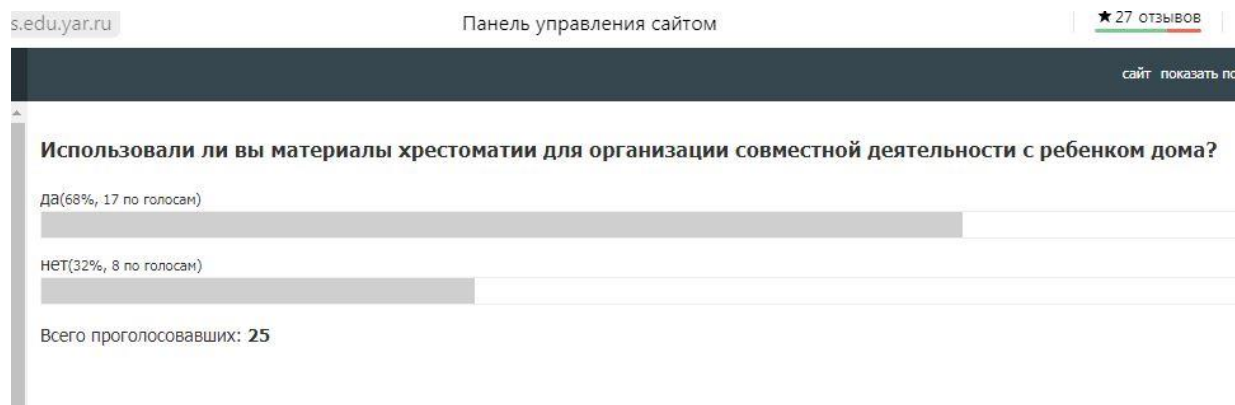 s.edu.yar.ru Панель управления сайтом ★ 27 отзывов
сайт показать
Использовали ли вы материалы хрестоматии для организации совместной деятельности с ребенком дома?
да(68%, 17 по голосам)
нет(32%, 8 по голосам)
Всего проголосовавших: 25